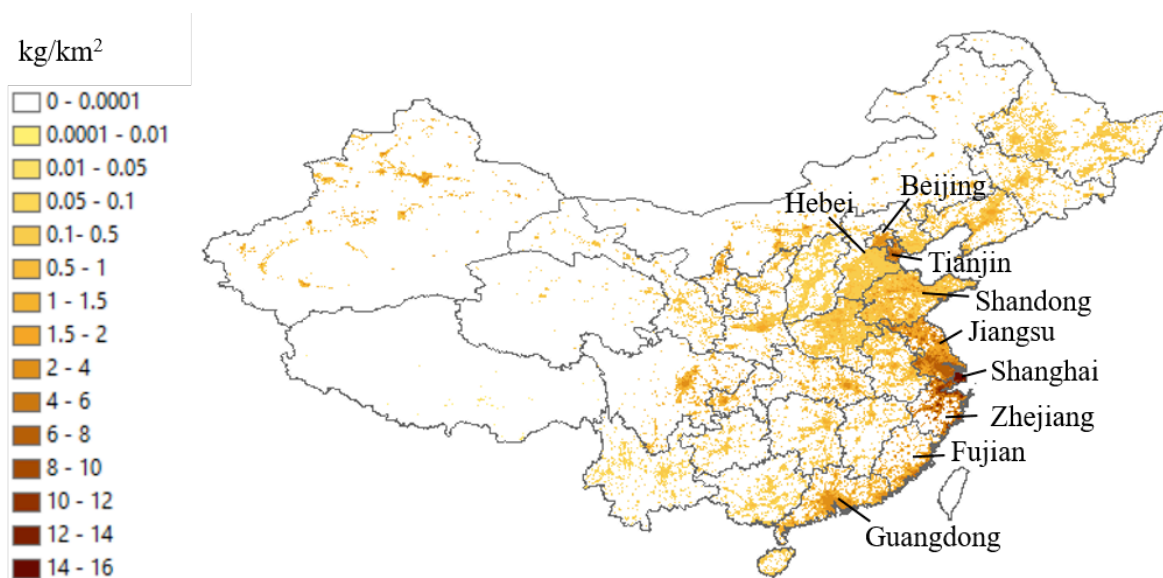 kg/km²
0 - 0.0001
0.0001 - 0.01
0.01 - 0.05
0.05 - 0.1
0.1- 0.5
0.5 - 1
1 - 1.5
1.5 - 2
2 - 4
4 - 6
6 - 8
8 - 10
10 - 12
12 - 14
14 - 16
Beijing
Hebei
Tianjin
Shandong
Jiangsu
Shanghai
Zhejiang
Fujian
Guangdong